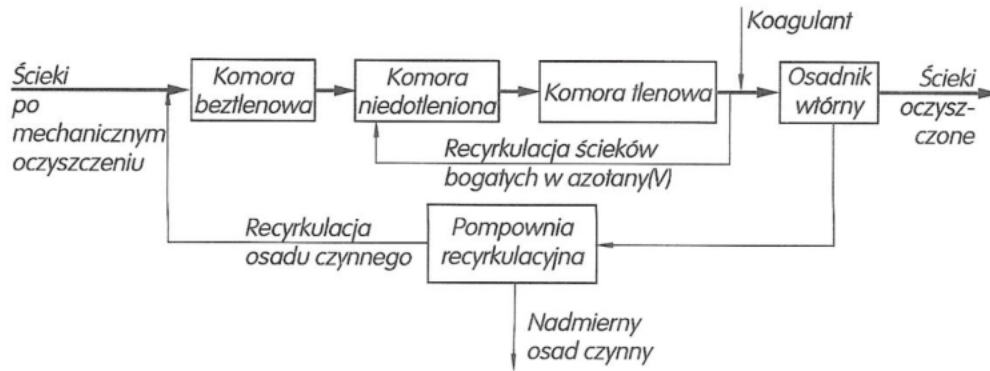 Koagulant
Ścieki
po
mechanicznym
oczyszczeniu
Komora
beztlenowa
Komora
niedotleniona
Komora tlenowa
Osadnik
wtórny
Ścieki
oczysz-
czone
Recyrkulacja ścieków
bogatych w azotany(V)
Recyrkulacja
osadu czynnego
Pompownia
recyrkulacyjna
Nadmierny
osad czynny